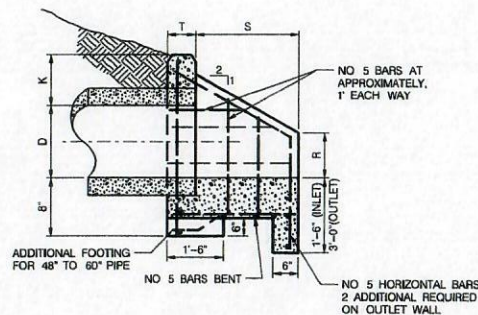 T
S
2
1
NO 5 BARS AT
APPROXIMATELY,
1' EACH WAY
K
D
R
8"
1'-6" (INLET)
3'-0"(OUTLET)
6"
ADDITIONAL FOOTING
FOR 48" TO 60" PIPE
1'-6"
NO 5 BARS BENT
6"
NO 5 HORIZONTAL BARS
2 ADDITIONAL REQUIRED
ON OUTLET WALL